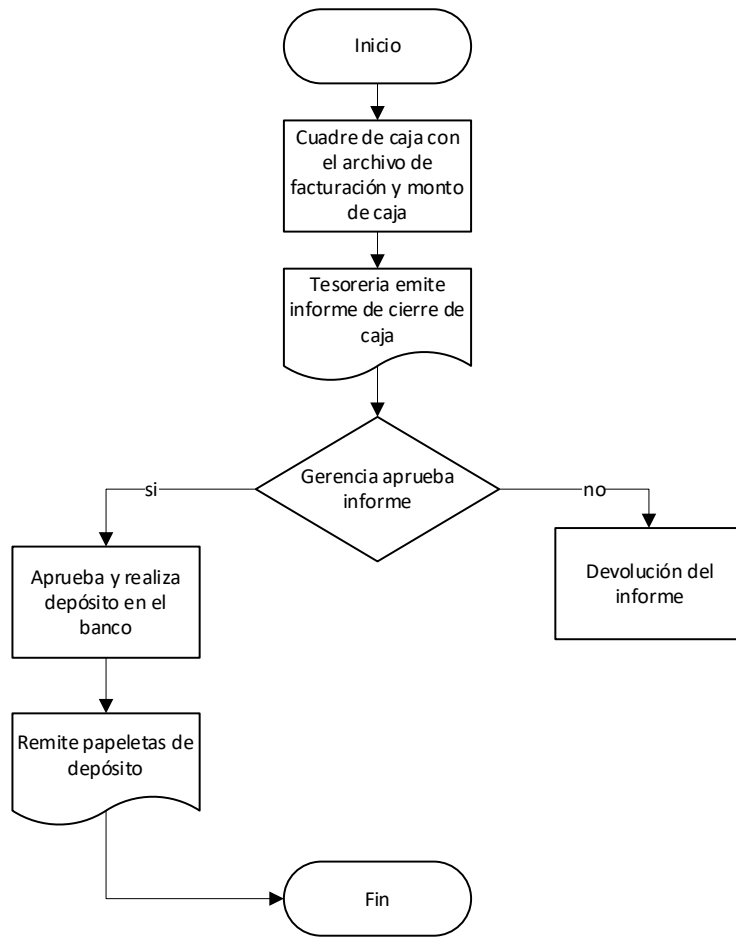 Inicio
Cuadre de caja con
el archivo de
facturación y monto
de caja
Tesoreria emite
informe de cierre de
caja
Gerencia aprueba
informe
si
no
Aprueba y realiza
depósito en el
banco
Devolución del
informe
Remite papeletas de
depósito
Fin